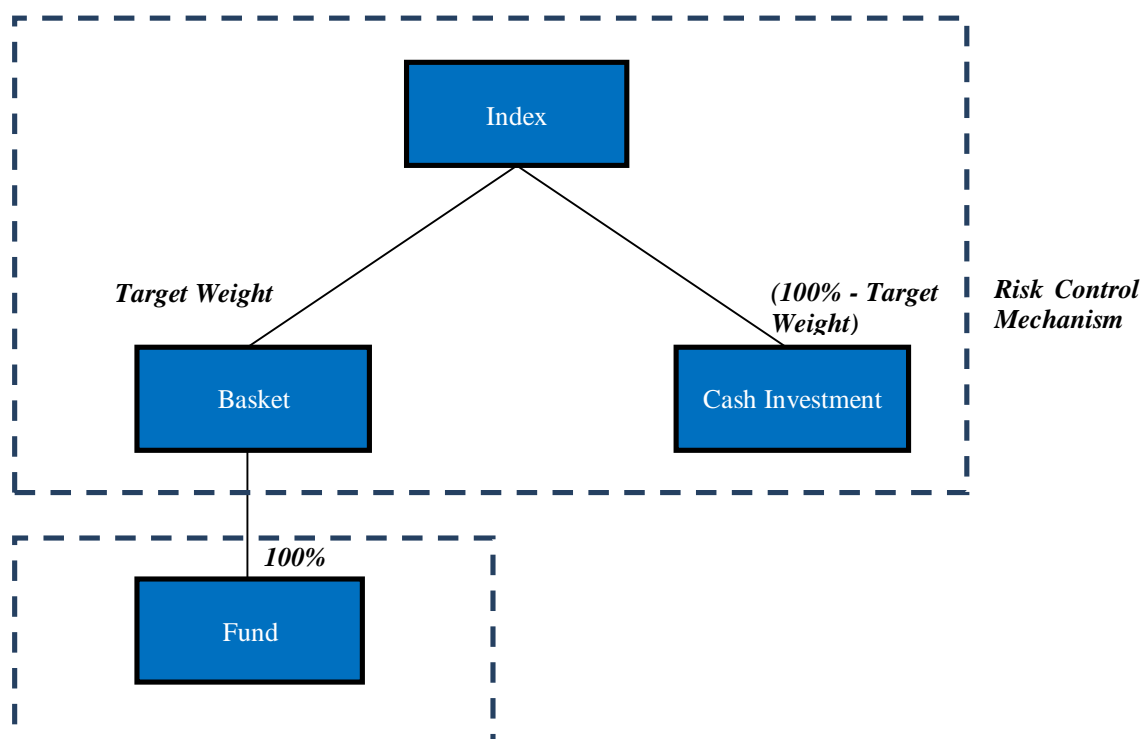 Index
Target Weight
(100% - Target
Weight)
Risk Control
Mechanism
Basket
Cash Investment
100%
Fund